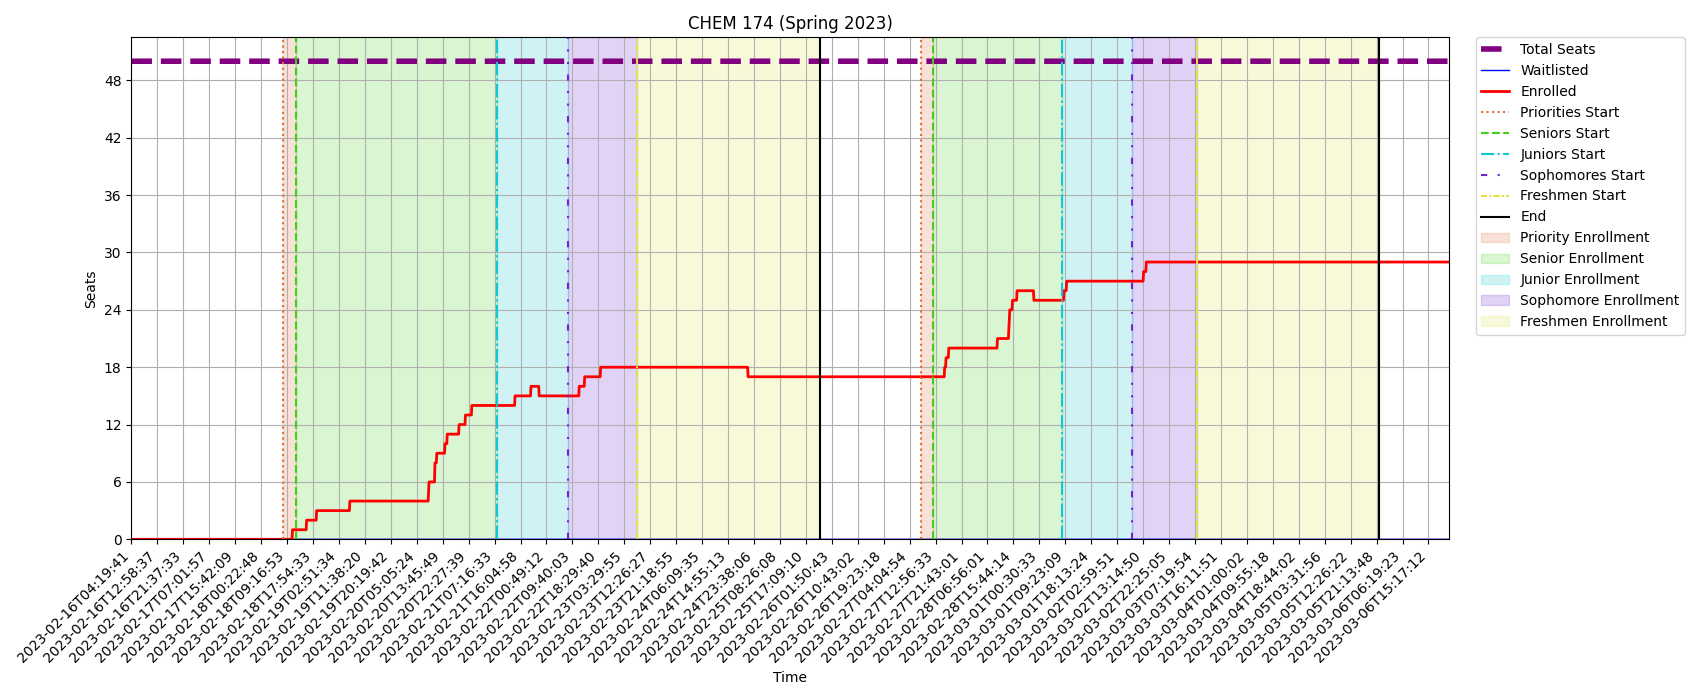 CHEM 174 (Spring 2023)
Total Seats
Waitlisted
Enrolled
Priorities Start
Seniors Start
Juniors Start
Sophomores Start
Freshmen Start
End
Priority Enrollment
Senior Enrollment
Junior Enrollment
Sophomore Enrollment
Freshmen Enrollment
Seats
48
42
36
30
24
18
12
6
0
2023-02-16T04:19:41
2023-02-16T12:58:37
2023-02-16T21:37:33
2023-02-17T07:01:57
2023-02-17T15:42:09
2023-02-18T00:22:48
2023-02-18T09:16:53
2023-02-18T17:54:33
2023-02-19T02:51:34
2023-02-19T11:38:20
2023-02-19T20:19:42
2023-02-20T05:05:24
2023-02-20T13:45:49
2023-02-20T22:27:39
2023-02-21T07:16:33
2023-02-21T16:04:58
2023-02-22T00:49:12
2023-02-22T09:40:03
2023-02-22T18:29:40
2023-02-23T03:29:55
2023-02-23T12:26:27
2023-02-23T21:18:55
2023-02-24T06:09:35
2023-02-24T14:55:13
2023-02-24T23:38:06
2023-02-25T08:26:08
2023-02-25T17:09:10
2023-02-26T01:50:43
2023-02-26T10:43:02
2023-02-26T19:23:18
2023-02-27T04:04:54
2023-02-27T12:56:33
2023-02-27T21:43:01
2023-02-28T06:56:01
2023-02-28T15:44:14
2023-03-01T00:30:33
2023-03-01T09:23:09
2023-03-01T18:13:24
2023-03-02T02:59:51
2023-03-02T13:14:50
2023-03-02T22:25:05
2023-03-03T07:19:54
2023-03-03T16:11:51
2023-03-04T01:00:02
2023-03-04T09:55:18
2023-03-04T18:44:02
2023-03-05T03:31:56
2023-03-05T12:26:22
2023-03-05T21:13:48
2023-03-06T06:19:23
2023-03-06T15:17:12
Time